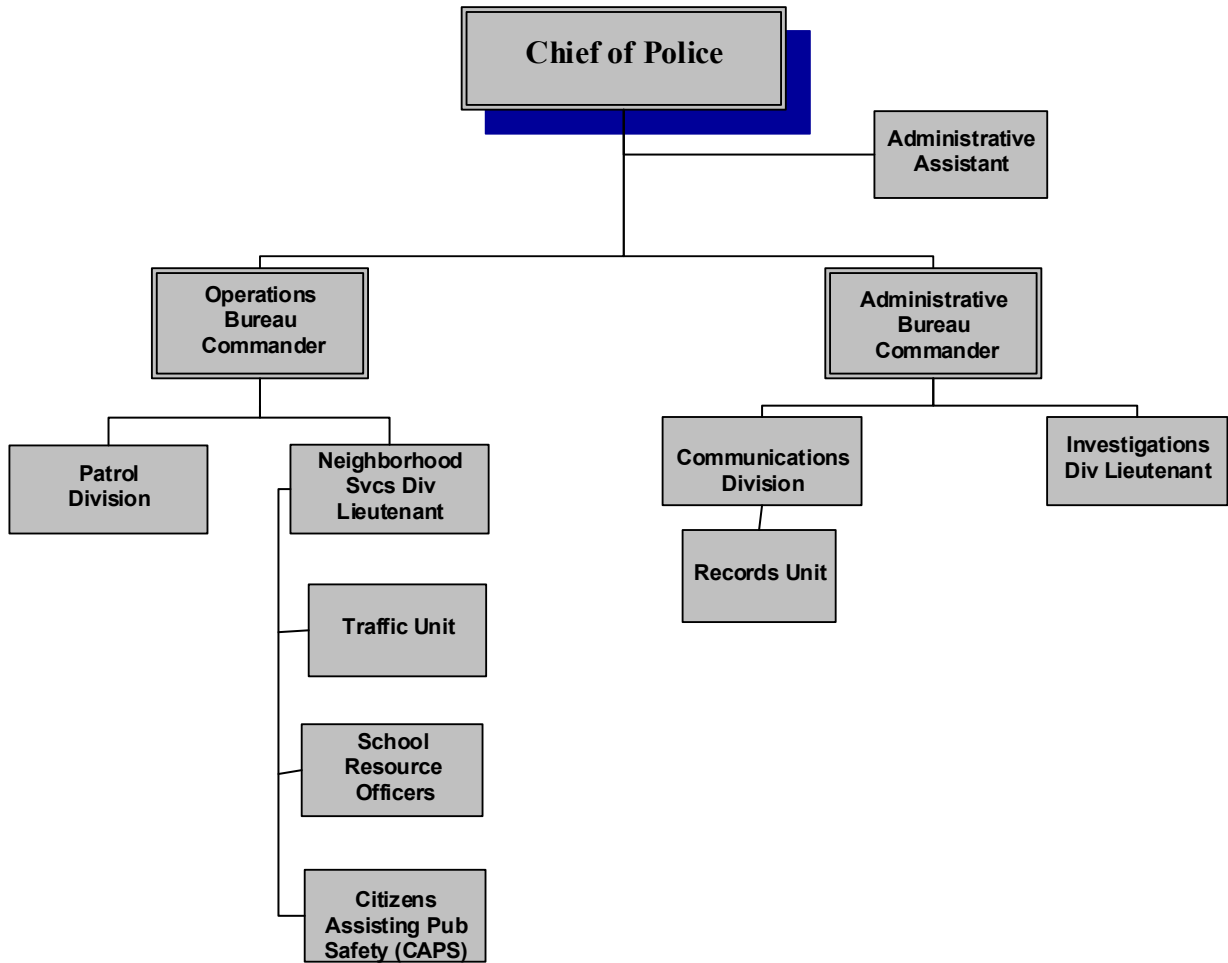 Chief of Police
Administrative
Assistant
Operations
Bureau
Commander
Administrative
Bureau
Commander
Patrol
Division
Neighborhood
Svcs Div
Lieutenant
Communications
Division
Investigations
Div Lieutenant
Records Unit
Traffic Unit
School
Resource
Officers
Citizens
Assisting Pub
Safety (CAPS)